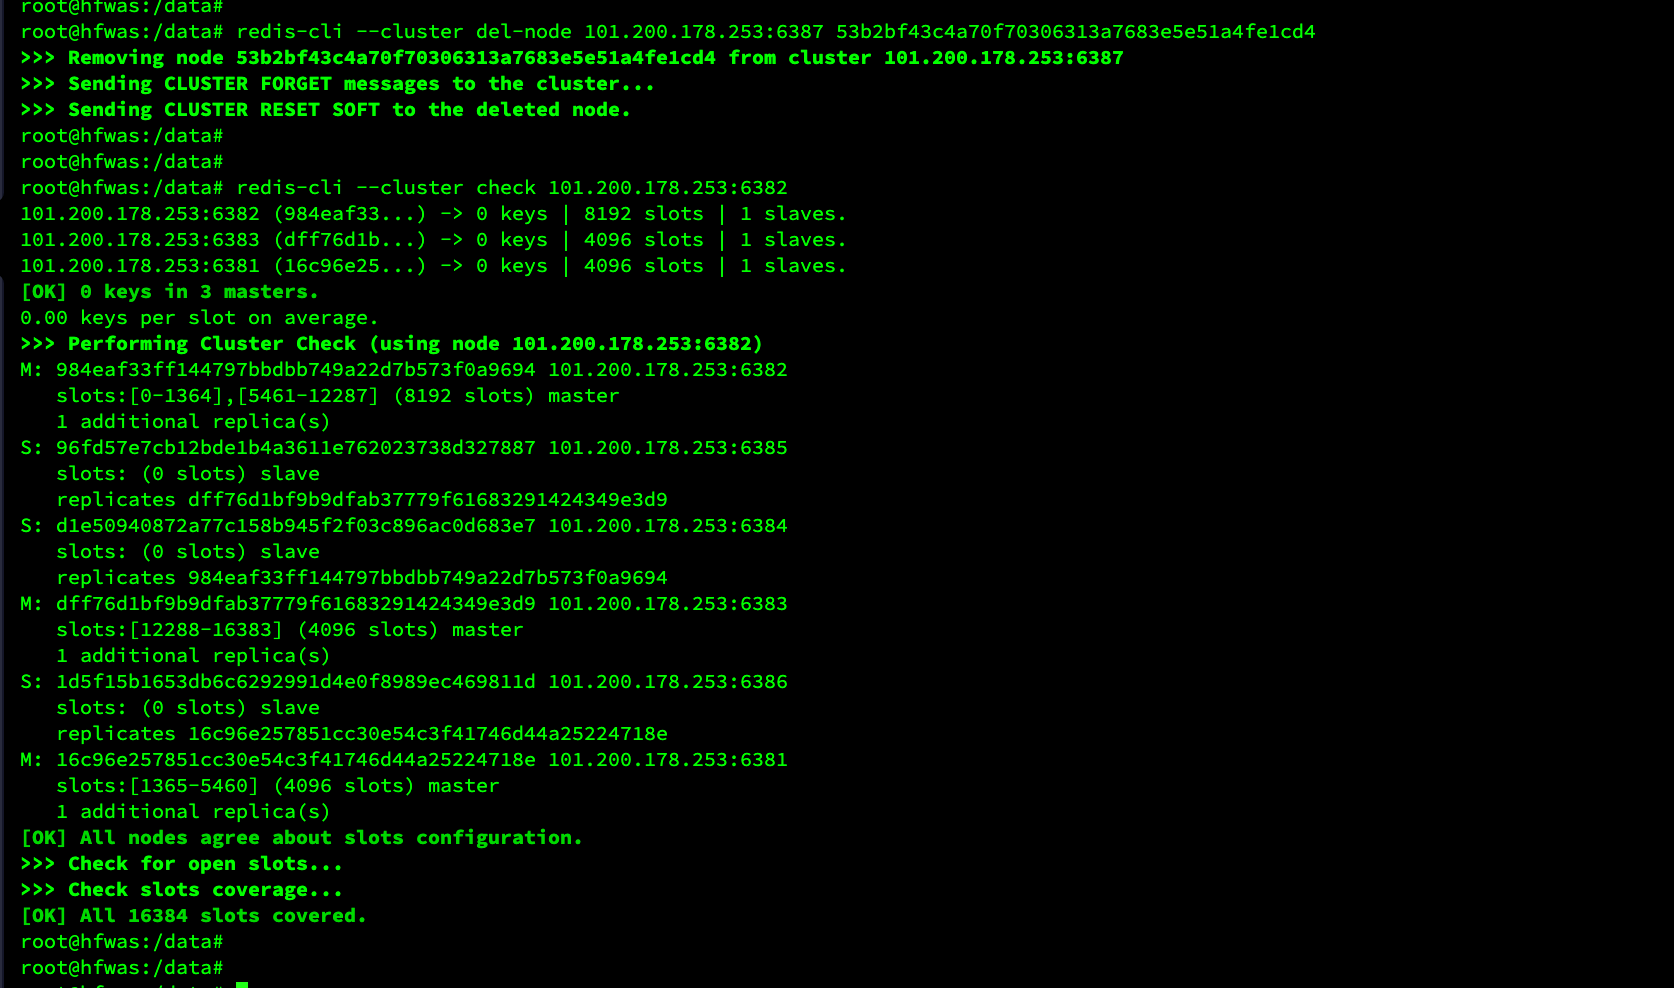 root@hfwas:/data#
root@hfwas:/data# redis-cli --cluster del-node 101.200.178.253:6387 53b2bf43c4a70f70306313a7683e5e51a4fe1cd4
>>> Removing node 53b2bf43c4a70f70306313a7683e5e51a4fe1cd4 from cluster 101.200.178.253:6387
>>> Sending CLUSTER FORGET messages to the cluster...
>>> Sending CLUSTER RESET SOFT to the deleted node.
root@hfwas:/data#
root@hfwas:/data#
root@hfwas:/data# redis-cli --cluster check 101.200.178.253:6382
101.200.178.253:6382 (984eaf33...) -> 0 keys | 8192 slots | 1 slaves.
101.200.178.253:6383 (dff76d1b...) -> 0 keys | 4096 slots | 1 slaves.
101.200.178.253:6381 (16c96e25...) -> 0 keys | 4096 slots | 1 slaves.
[OK] 0 keys in 3 masters.
0.00 keys per slot on average.
>>> Performing Cluster Check (using node 101.200.178.253:6382)
M: 984eaf33ff144797bbdbb749a22d7b573f0a9694 101.200.178.253:6382
   slots:[0-1364],[5461-12287] (8192 slots) master
   1 additional replica(s)
S: 96fd57e7cb12bde1b4a3611e762023738d327887 101.200.178.253:6385
   slots: (0 slots) slave
   replicates dff76d1bf9b9dfab37779f61683291424349e3d9
S: d1e50940872a77c158b945f2f03c896ac0d683e7 101.200.178.253:6384
   slots: (0 slots) slave
   replicates 984eaf33ff144797bbdbb749a22d7b573f0a9694
M: dff76d1bf9b9dfab37779f61683291424349e3d9 101.200.178.253:6383
   slots:[12288-16383] (4096 slots) master
   1 additional replica(s)
S: 1d5f15b1653db6c6292991d4e0f8989ec469811d 101.200.178.253:6386
   slots: (0 slots) slave
   replicates 16c96e257851cc30e54c3f41746d44a25224718e
M: 16c96e257851cc30e54c3f41746d44a25224718e 101.200.178.253:6381
   slots:[1365-5460] (4096 slots) master
   1 additional replica(s)
[OK] All nodes agree about slots configuration.
>>> Check for open slots...
>>> Check slots coverage...
[OK] All 16384 slots covered.
root@hfwas:/data#
root@hfwas:/data#